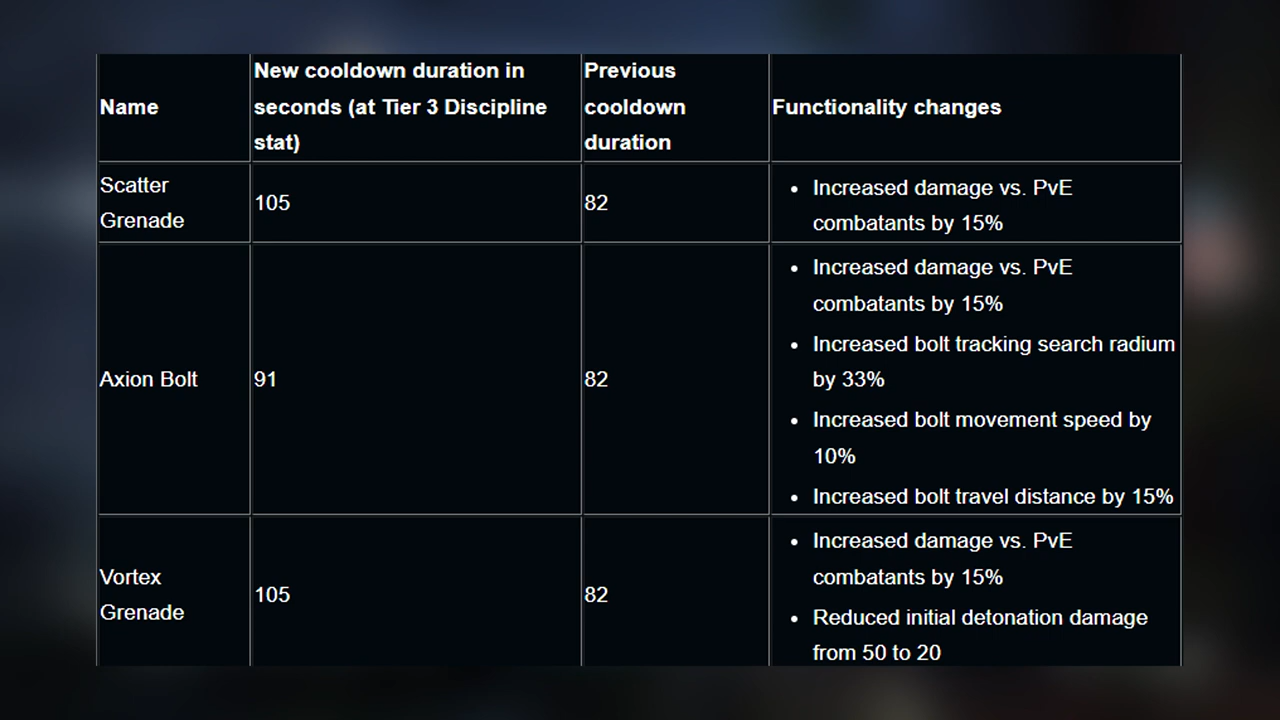 Name
New cooldown duration in
seconds (at Tier 3 Discipline
stat)
Previous
cooldown
duration
Functionality changes
Scatter
Grenade
105
82
• Increased damage vs. PvE
combatants by 15%
Axion Bolt
91
82
• Increased damage vs. PvE
combatants by 15%
• Increased bolt tracking search radium
by 33%
• Increased bolt movement speed by
10%
• Increased bolt travel distance by 15%
Vortex
Grenade
105
82
• Increased damage vs. PvE
combatants by 15%
• Reduced initial detonation damage
from 50 to 20